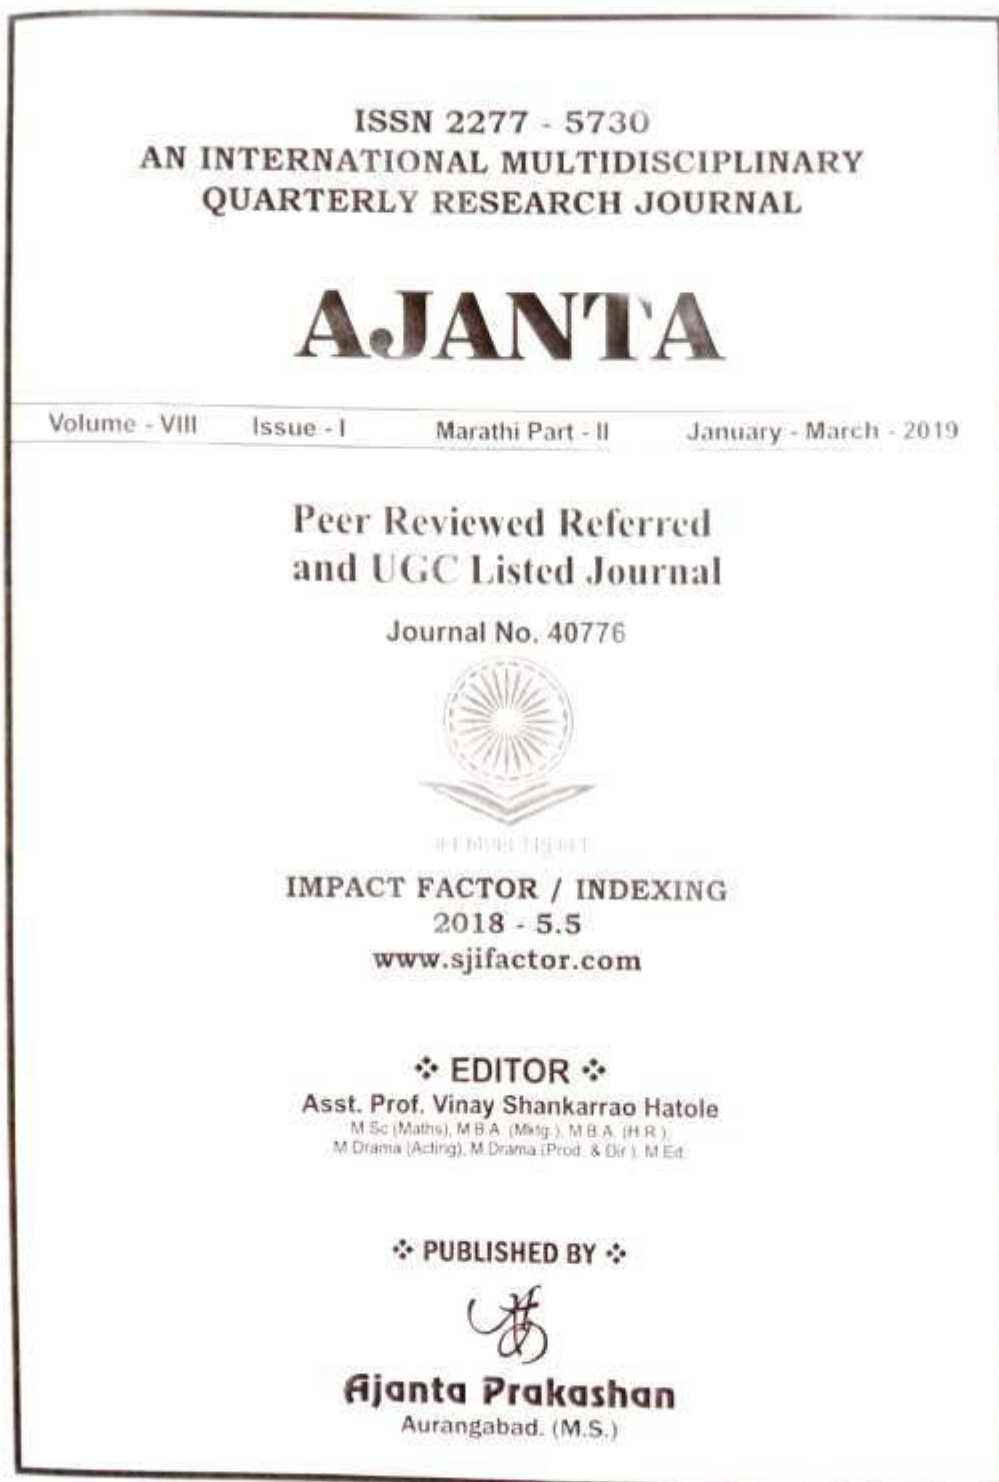 ISSN 2277 - 5730
AN INTERNATIONAL MULTIDISCIPLINARY
QUARTERLY RESEARCH JOURNAL
AJANTA
Volume - VIII Issue - I Marathi Part - II January - March - 2019
Peer Reviewed Referred
and UGC Listed Journal
Journal No. 40776
IMPACT FACTOR / INDEXING
2018 - 5.5
www.sjifactor.com
❖ EDITOR ❖
Asst. Prof. Vinay Shankarrao Hatole
M.Sc (Maths), M.B.A. (Mktg.), M.B.A. (H.R.),
M.Drama (Acting), M.Drama (Prod. & Dir.), M.Ed.
❖ PUBLISHED BY ❖
Ajanta Prakashan
Aurangabad. (M.S.)